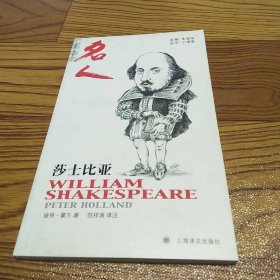 名人
莎士比亚
WILLIAM
SHAKESPEARE
PETER HOLLAND
彼得·霍兰 著 范祥涛 译注
上海译文出版社